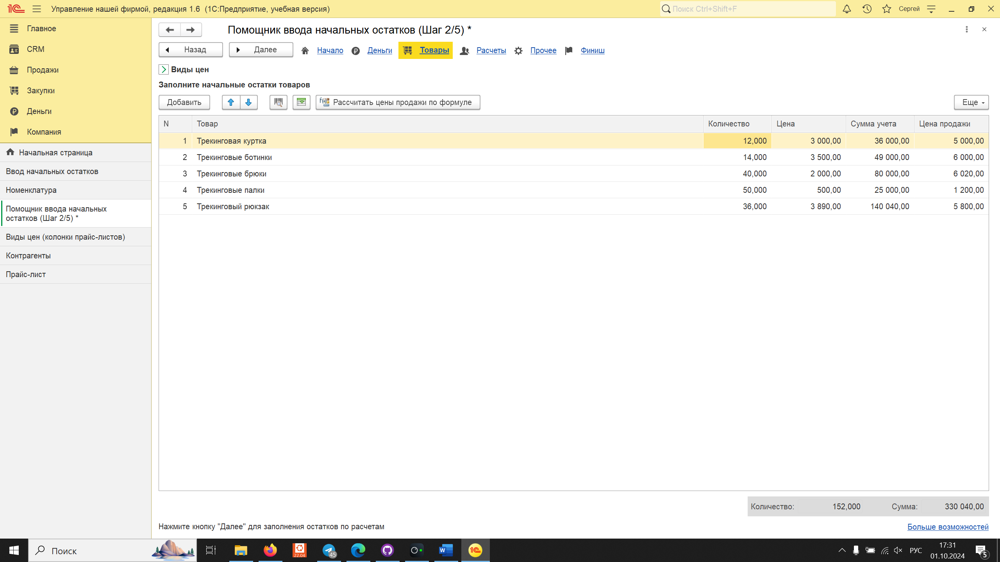 1С Управление нашей фирмой, редакция 1.6 (1С:Предприятие, учебная версия)
Поиск Ctrl+Shift+F
Сергей
Главное
CRM
Продажи
Закупки
Деньги
Компания
Начальная страница
Ввод начальных остатков
Номенклатура
Помощник ввода начальных
остатков (Шаг 2/5) *
Виды цен (колонки прайс-листов)
Контрагенты
Прайс-лист
Помощник ввода начальных остатков (Шаг 2/5) *
Назад Далее Начало Деньги Товары Расчеты Прочее Финиш
Виды цен
Заполните начальные остатки товаров
Добавить Рассчитать цены продажи по формуле Еще
N Товар Количество Цена Сумма учета Цена продажи
1 Трекинговая куртка 12,000 3 000,00 36 000,00 5 000,00
2 Трекинговые ботинки 14,000 3 500,00 49 000,00 6 000,00
3 Трекинговые брюки 40,000 2 000,00 80 000,00 6 020,00
4 Трекинговые палки 50,000 500,00 25 000,00 1 200,00
5 Трекинговый рюкзак 36,000 3 890,00 140 040,00 5 800,00
Количество: 152,000 Сумма: 330 040,00
Нажмите кнопку "Далее" для заполнения остатков по расчетам
Больше возможностей
Поиск
22.04
45
W
1С
РУС
17:31
01.10.2024
5